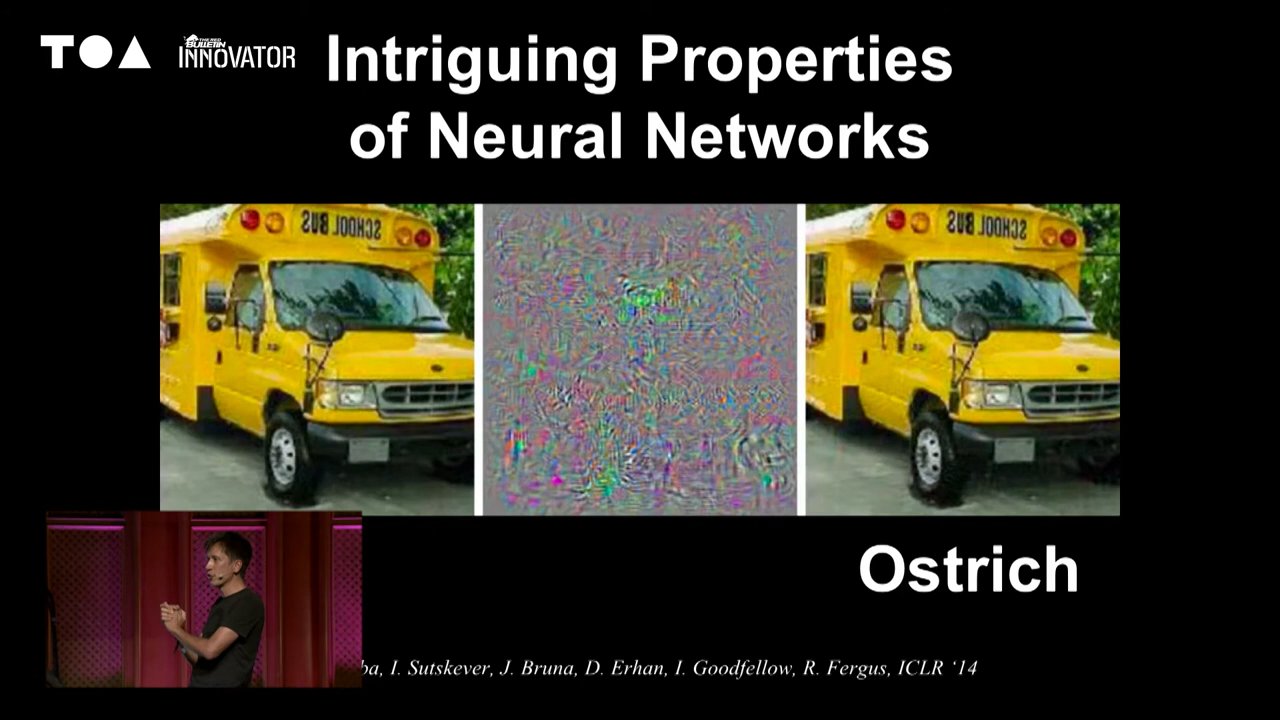 TOA
THE RED
BULLETIN
INNOVATOR
Intriguing Properties
of Neural Networks
SCHOOL BUS
SCHOOL BUS
Ostrich
ba, I. Sutskever, J. Bruna, D. Erhan, I. Goodfellow, R. Fergus, ICLR ‘14